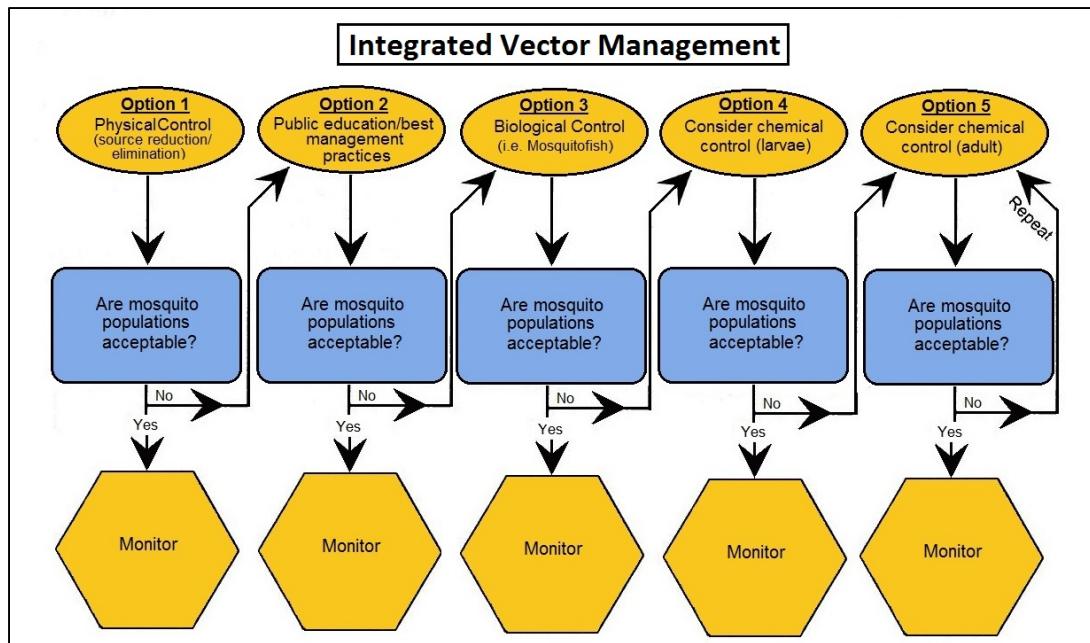 Integrated Vector Management
Option 1
Physical Control
(source reduction/
elimination)
Option 2
Public education/best
management
practices
Option 3
Biological Control
(i.e. Mosquitofish)
Option 4
Consider chemical
control (larvae)
Option 5
Consider chemical
control (adult)
Repeat
Are mosquito
populations
acceptable?
Are mosquito
populations
acceptable?
Are mosquito
populations
acceptable?
Are mosquito
populations
acceptable?
Are mosquito
populations
acceptable?
No
No
No
No
No
Yes
Yes
Yes
Yes
Yes
Monitor
Monitor
Monitor
Monitor
Monitor